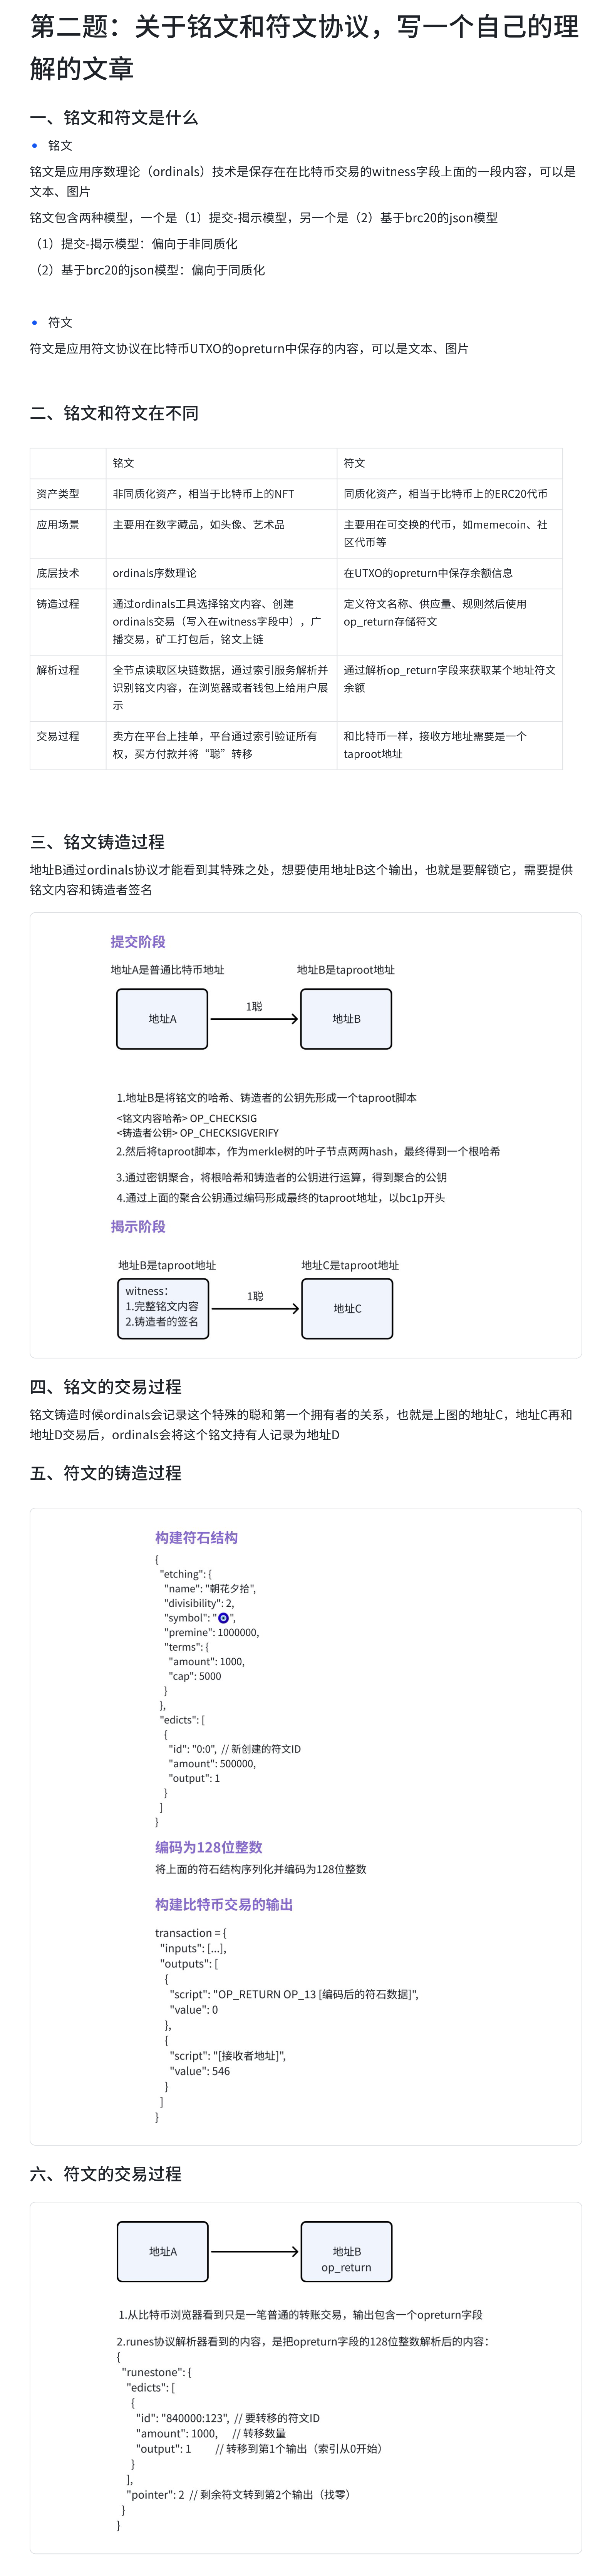 第二题：关于铭文和符文协议，写一个自己的理
解的文章
一、铭文和符文是什么
铭文
铭文是应用序数理论（ordinals）技术是保存在在比特币交易的witness字段上面的一段内容，可以是
文本、图片
铭文包含两种模型，一个是（1）提交-揭示模型，另一个是（2）基于brc20的json模型
（1）提交-揭示模型：偏向于非同质化
（2）基于brc20的json模型：偏向于同质化
符文
符文是应用符文协议在比特币UTXO的opreturn中保存的内容，可以是文本、图片
二、铭文和符文在不同
铭文
符文
资产类型
非同质化资产，相当于比特币上的NFT
同质化资产，相当于比特币上的ERC20代币
应用场景
主要用在数字藏品，如头像、艺术品
主要用在可交换的代币，如memecoin、社
区代币等
底层技术
ordinals序数理论
在UTXO的opreturn中保存余额信息
铸造过程
通过ordinals工具选择铭文内容、创建
ordinals交易（写入在witness字段中），广
播交易，矿工打包后，铭文上链
定义符文名称、供应量、规则然后使用
op_return存储符文
解析过程
全节点读取区块链数据，通过索引服务解析并
识别铭文内容，在浏览器或者钱包上给用户展
示
通过解析op_return字段来获取某个地址符文
余额
交易过程
卖方在平台上挂单，平台通过索引验证所有
权，买方付款并将“聪”转移
和比特币一样，接收方地址需要是一个
taproot地址
三、铭文铸造过程
地址B通过ordinals协议才能看到其特殊之处，想要使用地址B这个输出，也就是要解锁它，需要提供
铭文内容和铸造者签名
提交阶段
地址A是普通比特币地址
地址B是taproot地址
地址A
1聪
地址B
1.地址B是将铭文的哈希、铸造者的公钥先形成一个taproot脚本
<铭文内容哈希> OP_CHECKSIG
<铸造者公钥> OP_CHECKSIGVERIFY
2.然后将taproot脚本，作为merkle树的叶子节点两两hash，最终得到一个根哈希
3.通过密钥聚合，将根哈希和铸造者的公钥进行运算，得到聚合的公钥
4.通过上面的聚合公钥通过编码形成最终的taproot地址，以bc1p开头
揭示阶段
地址B是taproot地址
地址C是taproot地址
witness：
1.完整铭文内容
2.铸造者的签名
1聪
地址C
四、铭文的交易过程
铭文铸造时候ordinals会记录这个特殊的聪和第一个拥有者的关系，也就是上图的地址C，地址C再和
地址D交易后，ordinals会将这个铭文持有人记录为地址D
五、符文的铸造过程
构建符石结构
{
"etching": {
"name": "朝花夕拾",
"divisibility": 2,
"symbol": "🧿",
"premine": 1000000,
"terms": {
"amount": 1000,
"cap": 5000
}
},
"edicts": [
{
"id": "0:0", // 新创建的符文ID
"amount": 500000,
"output": 1
}
]
}
编码为128位整数
将上面的符石结构序列化并编码为128位整数
构建比特币交易的输出
transaction = {
"inputs": [...],
"outputs": [
{
"script": "OP_RETURN OP_13 [编码后的符石数据]",
"value": 0
},
{
"script": "[接收者地址]",
"value": 546
}
]
}
六、符文的交易过程
地址A
地址B
op_return
1.从比特币浏览器看到只是一笔普通的转账交易，输出包含一个opreturn字段
2.runes协议解析器看到的内容，是把opreturn字段的128位整数解析后的内容：
{
"runestone": {
"edicts": [
{
"id": "840000:123", // 要转移的符文ID
"amount": 1000, // 转移数量
"output": 1 // 转移到第1个输出（索引从0开始）
}
],
"pointer": 2 // 剩余符文转到第2个输出（找零）
}
}